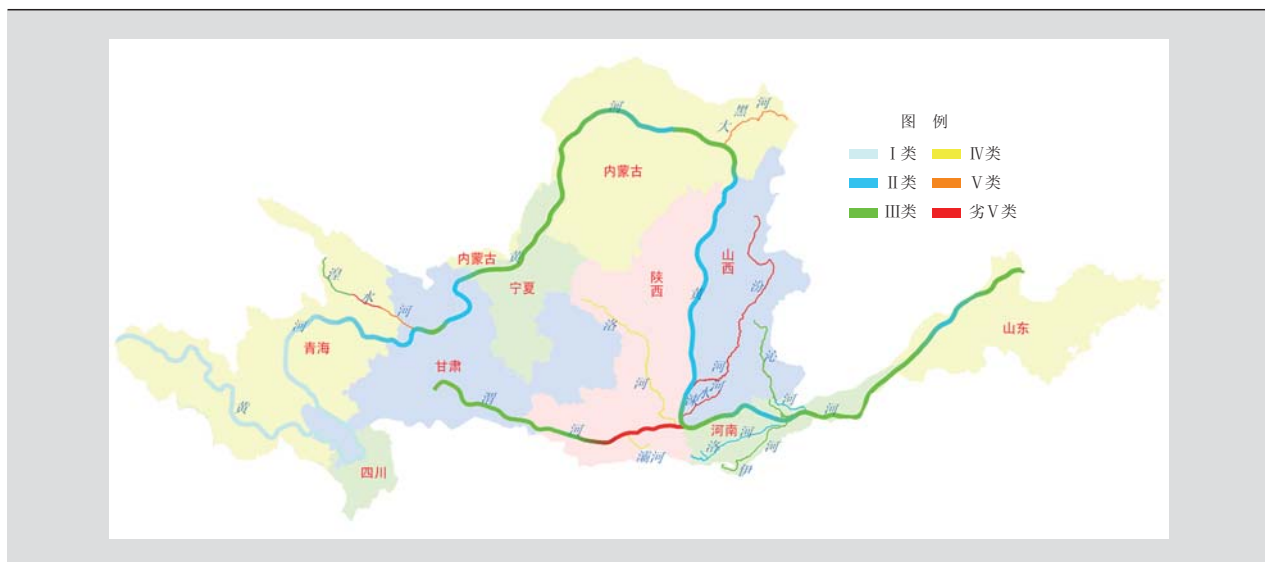 图 例
Ⅰ类
Ⅳ类
Ⅱ类
Ⅴ类
Ⅲ类
劣Ⅴ类
河
大
黑
河
内蒙古
内蒙古
黄
宁夏
陕西
山西
汾
湟
水
河
河
青海
黄
甘肃
洛
河
黄
河
涑水河
沁
河
河
山东
渭
河
灞河
河南
洛
河
伊
河
四川